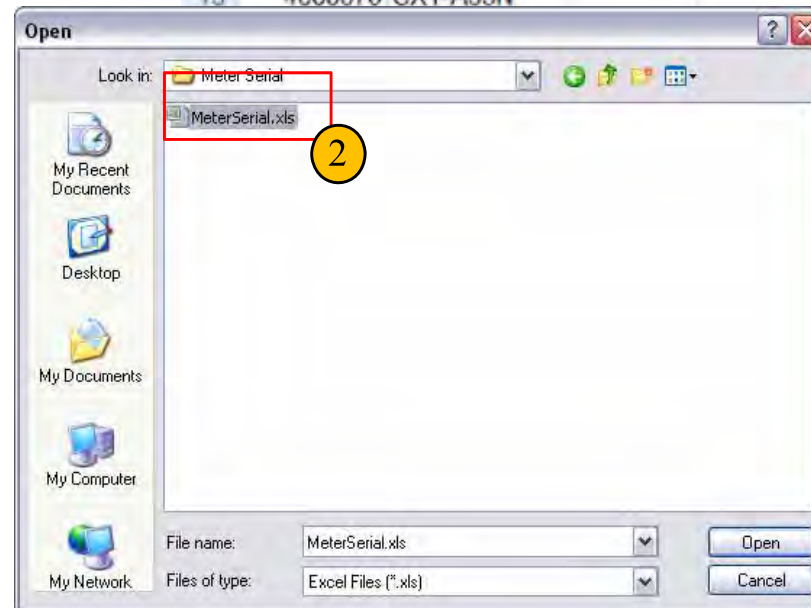 Open
Look in: Meter Serial
MeterSerial.xls
2
My Recent
Documents
Desktop
My Documents
My Computer
My Network
File name: MeterSerial.xls Open
Files of type: Excel Files (*.xls) Cancel